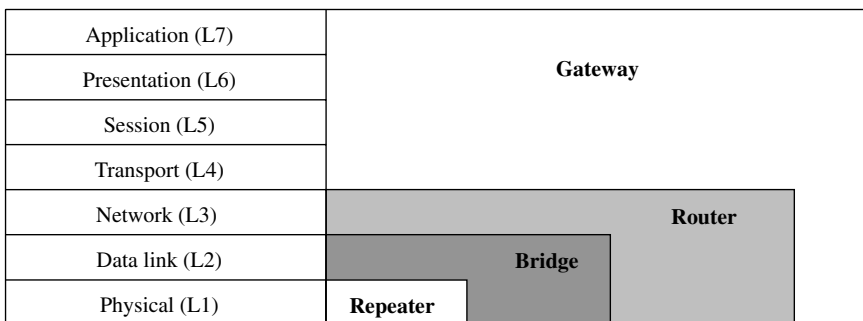 Application (L7)
Presentation (L6)
Gateway
Session (L5)
Transport (L4)
Network (L3)
Router
Data link (L2)
Bridge
Physical (L1)
Repeater